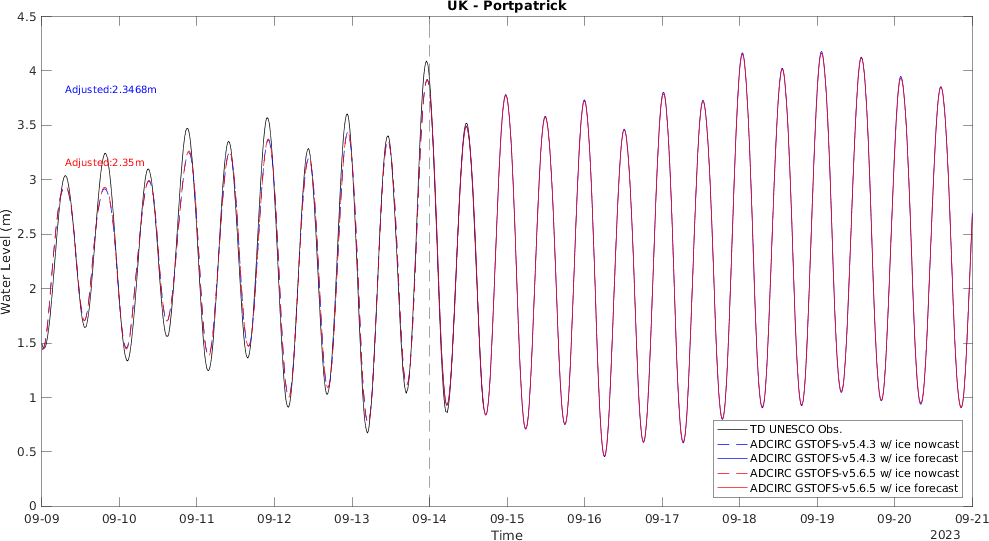 UK - Portpatrick
4.5
4
3.5
3
2.5
2
1.5
1
0.5
0
Water Level (m)
Adjusted:2.3468m
Adjusted:2.35m
TD UNESCO Obs.
ADCIRC GSTOFS-v5.4.3 w/ ice nowcast
ADCIRC GSTOFS-v5.4.3 w/ ice forecast
ADCIRC GSTOFS-v5.6.5 w/ ice nowcast
ADCIRC GSTOFS-v5.6.5 w/ ice forecast
09-09 09-10 09-11 09-12 09-13 09-14 09-15 09-16 09-17 09-18 09-19 09-20 09-21
Time
2023